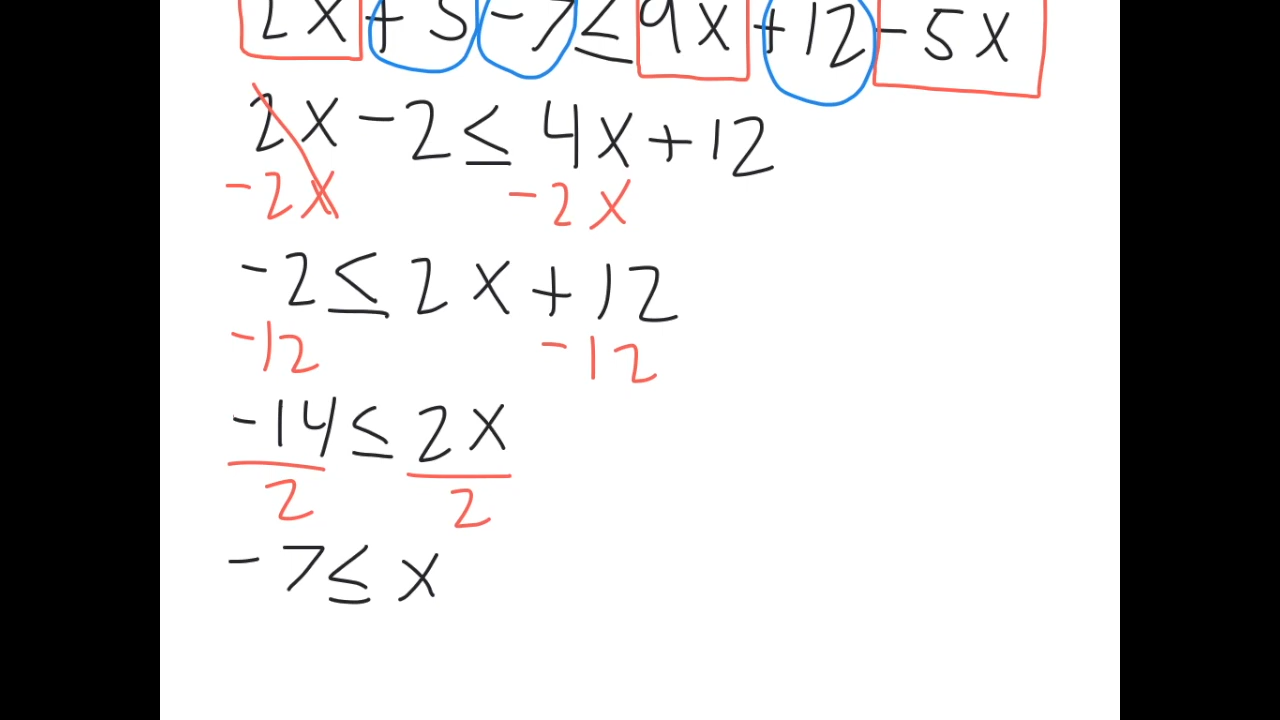 2x + 5 - 7 ≤ 9x + 12 - 5x
2x - 2 ≤ 4x + 12
-2x -2x
-2 ≤ 2x + 12
-12 -12
-14 ≤ 2x
2 2
-7 ≤ x